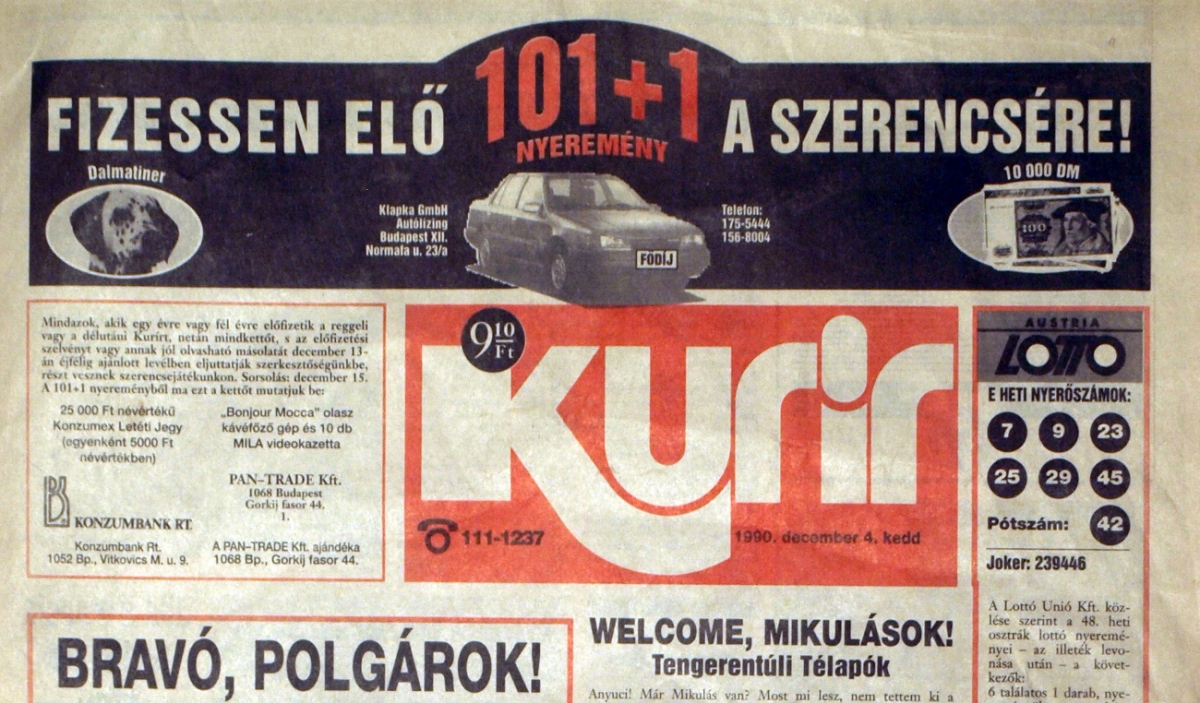 FIZESSEN ELŐ
101+1
NYEREMÉNY
A SZERENCSÉRE!
Dalmatiner
Klapka GmbH
Autólízing
Budapest XII.
Normafa u. 23/a
FŐDÍJ
Telefon:
175-5444
156-8004
10 000 DM
100
Mindazok, akik egy évre vagy fél évre előfizetik a reggeli
vagy a délutáni Kurírt, netán mindkettőt, s az előfizetési
szelvényt vagy annak jól olvasható másolatát december 13-
án éjfélig ajánlott levélben eljuttatják szerkesztőségünkbe,
részt vesznek szerencsejátékunkon. Sorsolás: december 15.
A 101+1 nyereményből ma ezt a kettőt mutatjuk be:
25 000 Ft névértékű
Konzumex Letéti Jegy
(egyenként 5000 Ft
névértékben)
KONZUMBANK RT.
Konzumbank Rt.
1052 Bp., Vitkovics M. u. 9.
„Bonjour Mocca" olasz
kávéfőző gép és 10 db
MILA videokazetta
PAN–TRADE Kft.
1068 Budapest
Gorkij fasor 44.
1.
A PAN–TRADE Kft. ajándéka
1068 Bp., Gorkij fasor 44.
9 10 Ft
Kurír
111-1237
1990. december 4. kedd
AUSTRIA
LOTTO
E HETI NYERŐSZÁMOK:
7 9 23
25 29 45
Pótszám: 42
Joker: 239446
A Lottó Unió Kft. köz-
lése szerint a 48. heti
osztrák lottó nyeremé-
nyei – az illeték levo-
nása után – a követ-
kezők:
6 találatos 1 darab, nye-
BRAVÓ, POLGÁROK!
WELCOME, MIKULÁSOK!
Tengerentúli Télapók
Anyuci! Már Mikulás van? Most mi lesz, nem tettem ki a